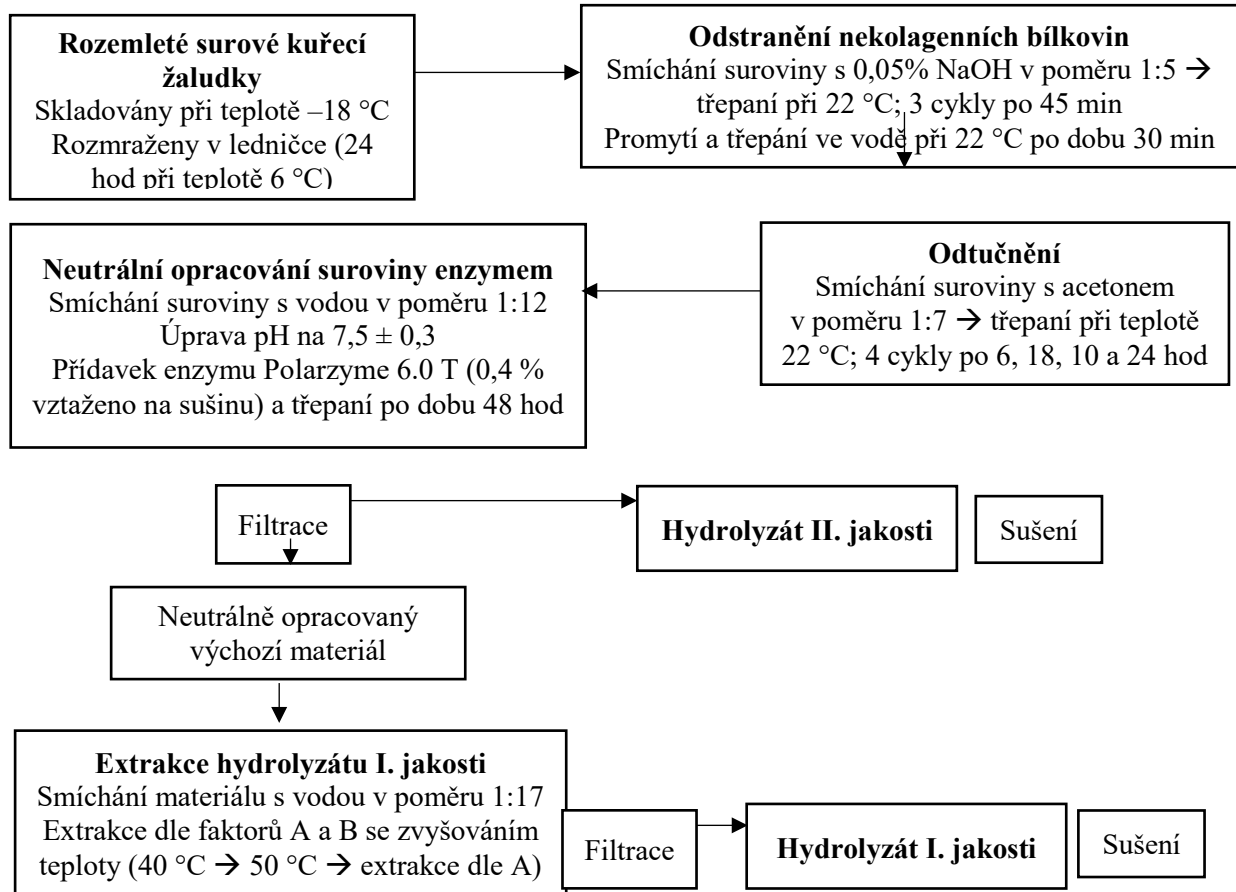 Rozemleté surové kuřecí
žaludky
Skladovány při teplotě –18 °C
Rozmraženy v ledničce (24
hod při teplotě 6 °C)
Odstranění nekolagenních bílkovin
Smíchání suroviny s 0,05% NaOH v poměru 1:5 →
třepaní při 22 °C; 3 cykly po 45 min
Promytí a třepání ve vodě při 22 °C po dobu 30 min
Odtučnění
Smíchání suroviny s acetonem
v poměru 1:7 → třepaní při teplotě
22 °C; 4 cykly po 6, 18, 10 a 24 hod
Neutrální opracování suroviny enzymem
Smíchání suroviny s vodou v poměru 1:12
Úprava pH na 7,5 ± 0,3
Přídavek enzymu Polarzyme 6.0 T (0,4 %
vztaženo na sušinu) a třepaní po dobu 48 hod
Filtrace
Hydrolyzát II. jakosti
Sušení
Neutrálně opracovaný
výchozí materiál
Extrakce hydrolyzátu I. jakosti
Smíchání materiálu s vodou v poměru 1:17
Extrakce dle faktorů A a B se zvyšováním
teploty (40 °C → 50 °C → extrakce dle A)
Filtrace
Hydrolyzát I. jakosti
Sušení